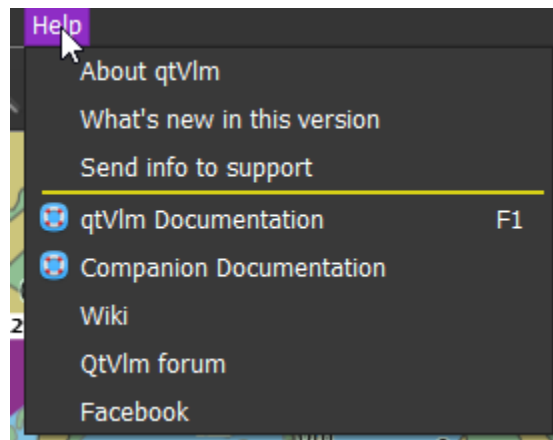 Help
About qtVlm
What's new in this version
Send info to support
qtVlm Documentation F1
Companion Documentation
Wiki
2
QtVlm forum
Facebook